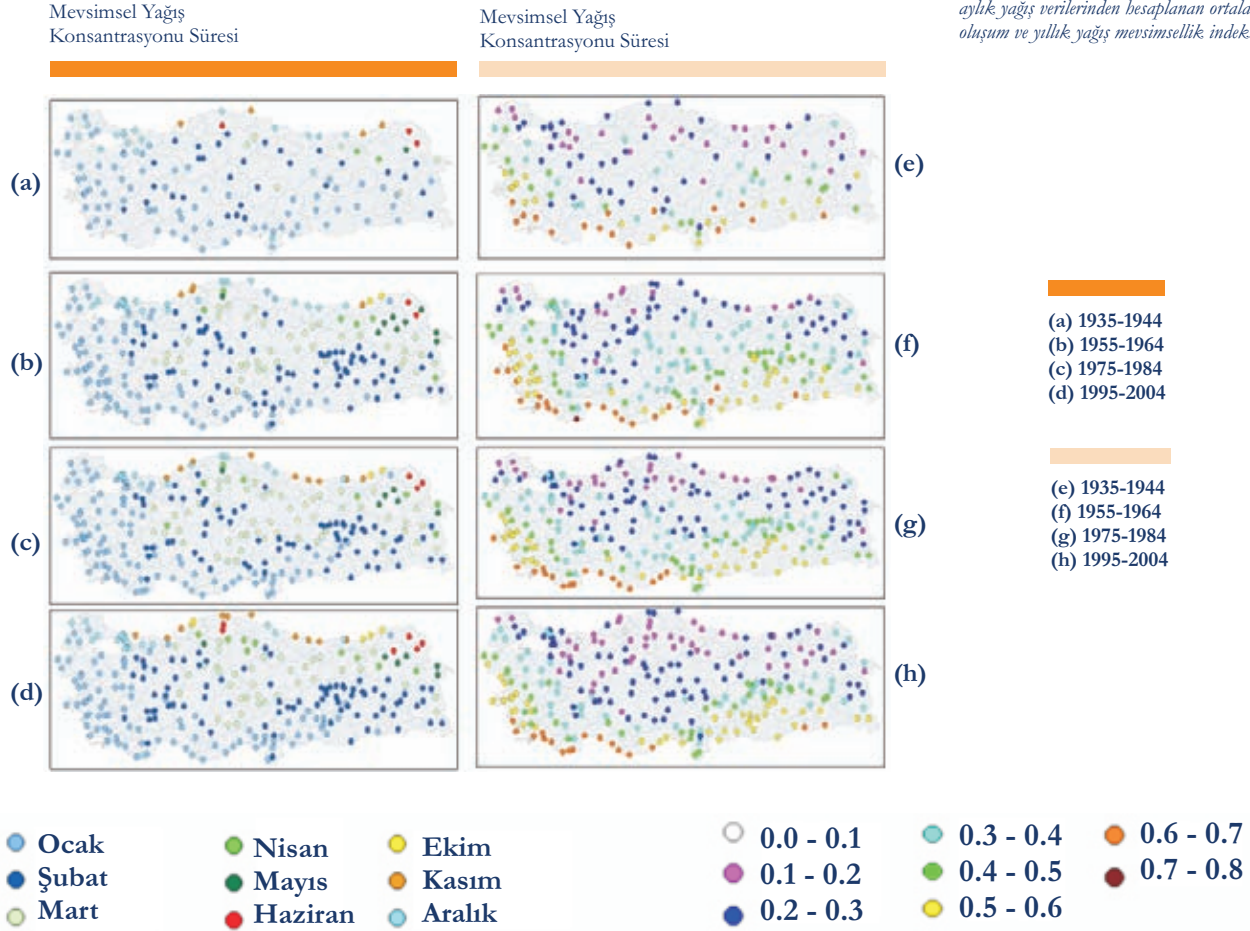 Mevsimsel Yağış
Konsantrasyonu Süresi
Mevsimsel Yağış
Konsantrasyonu Süresi
aylık yağış verilerinden hesaplanan
oluşum ve yıllık yağış mevsimsellik
(a)
(b)
(c)
(d)
(e)
(f)
(g)
(h)
(a) 1935-1944
(b) 1955-1964
(c) 1975-1984
(d) 1995-2004
(e) 1935-1944
(f) 1955-1964
(g) 1975-1984
(h) 1995-2004
Ocak
Şubat
Mart
Nisan
Mayıs
Haziran
Ekim
Kasım
Aralık
0.0 - 0.1
0.1 - 0.2
0.2 - 0.3
0.3 - 0.4
0.4 - 0.5
0.5 - 0.6
0.6 - 0.7
0.7 - 0.8